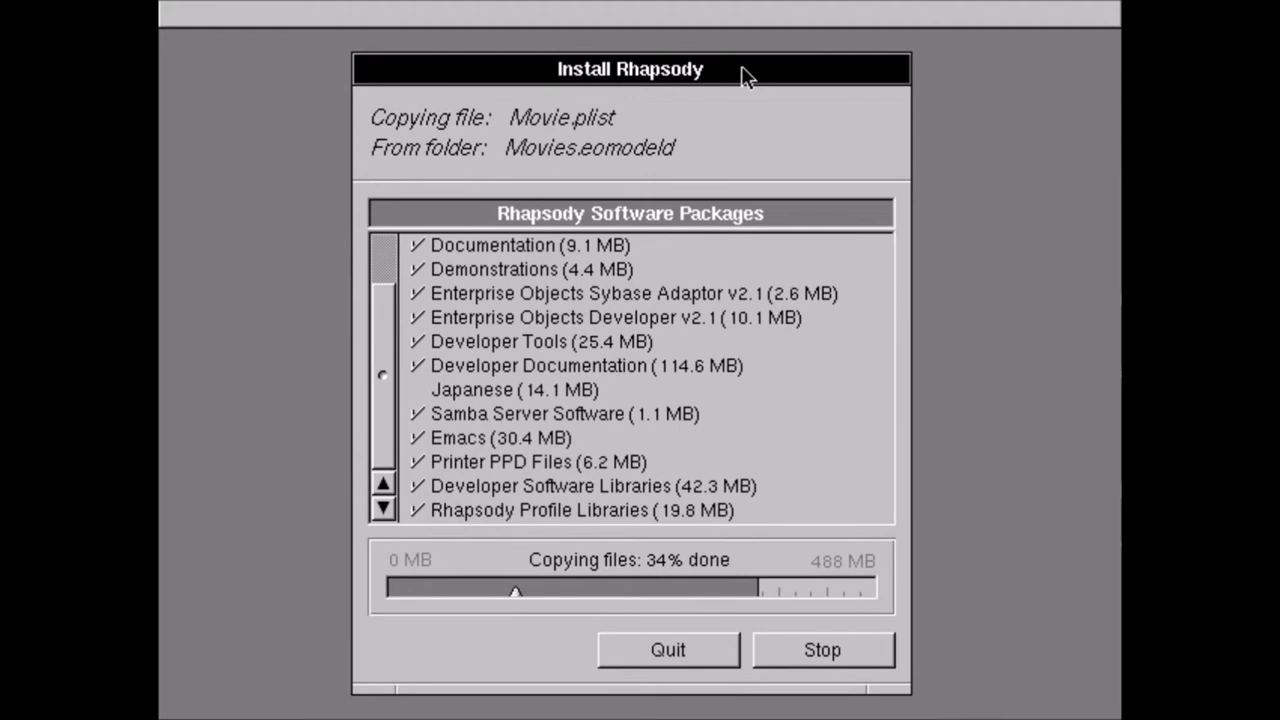 Install Rhapsody
Copying file: Movie.plist
From folder: Movies.eomodeld
Rhapsody Software Packages
Documentation (9.1 MB)
Demonstrations (4.4 MB)
Enterprise Objects Sybase Adaptor v2.1 (2.6 MB)
Enterprise Objects Developer v2.1 (10.1 MB)
Developer Tools (25.4 MB)
Developer Documentation (114.6 MB)
Japanese (14.1 MB)
Samba Server Software (1.1 MB)
Emacs (30.4 MB)
Printer PPD Files (6.2 MB)
Developer Software Libraries (42.3 MB)
Rhapsody Profile Libraries (19.8 MB)
0 MB Copying files: 34% done 488 MB
Quit Stop